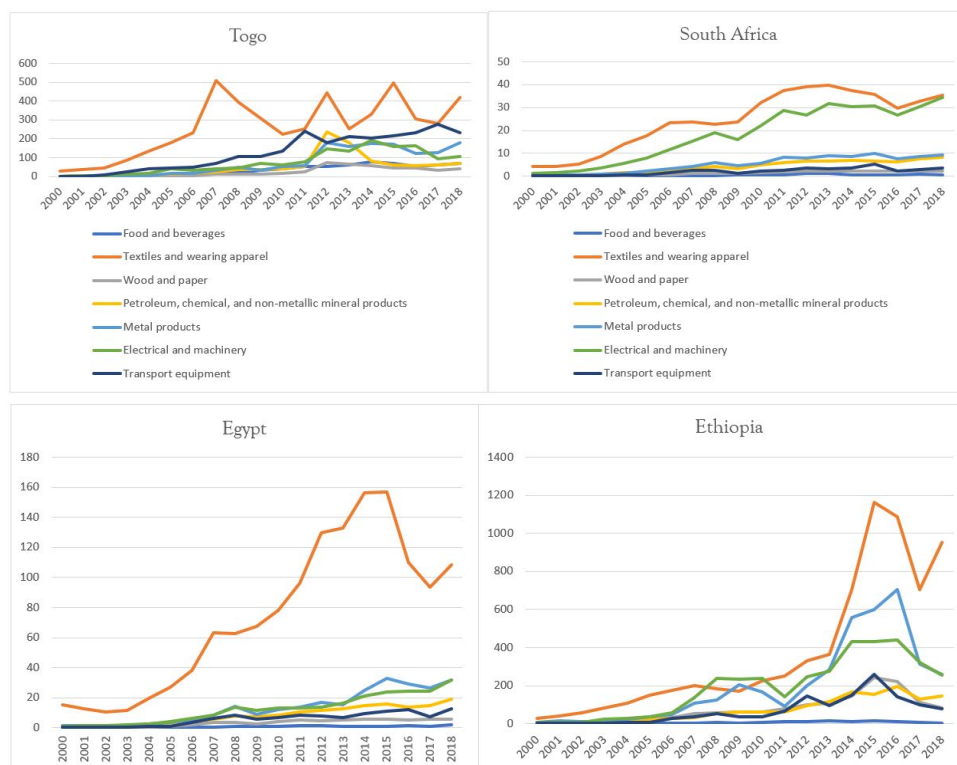 Togo
600
500
400
300
200
100
0
2000 2001 2002 2003 2004 2005 2006 2007 2008 2009 2010 2011 2012 2013 2014 2015 2016 2017 2018
Food and beverages
Textiles and wearing apparel
Wood and paper
Petroleum, chemical, and non-metallic mineral products
Metal products
Electrical and machinery
Transport equipment
South Africa
50
40
30
20
10
0
2000 2001 2002 2003 2004 2005 2006 2007 2008 2009 2010 2011 2012 2013 2014 2015 2016 2017 2018
Food and beverages
Textiles and wearing apparel
Wood and paper
Petroleum, chemical, and non-metallic mineral products
Metal products
Electrical and machinery
Transport equipment
Egypt
180
160
140
120
100
80
60
40
20
0
2000 2001 2002 2003 2004 2005 2006 2007 2008 2009 2010 2011 2012 2013 2014 2015 2016 2017 2018
Ethiopia
1400
1200
1000
800
600
400
200
0
2000 2001 2002 2003 2004 2005 2006 2007 2008 2009 2010 2011 2012 2013 2014 2015 2016 2017 2018